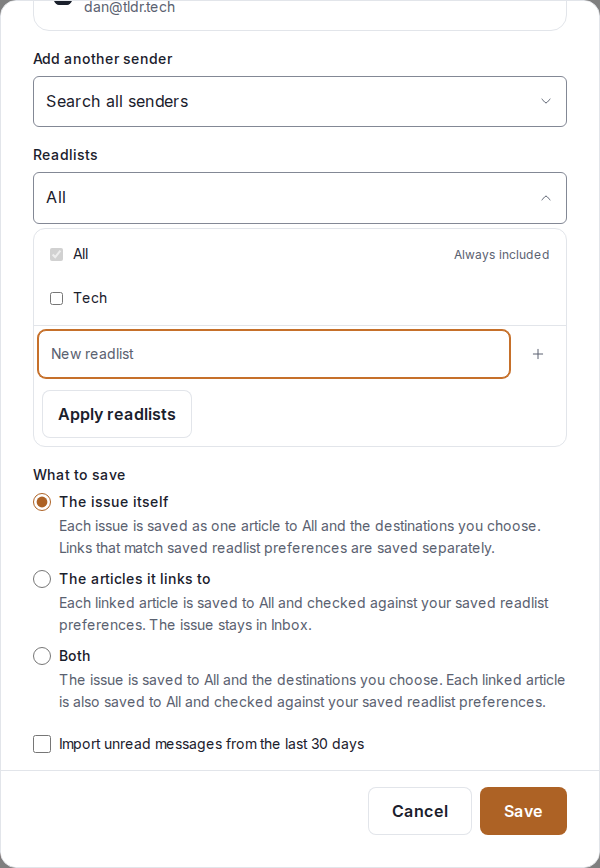 dan@tldr.tech
Add another sender
Search all senders
Readlists
All
All Always included
Tech
New readlist
Apply readlists
What to save
The issue itself
Each issue is saved as one article to All and the destinations you choose.
Links that match saved readlist preferences are saved separately.
The articles it links to
Each linked article is saved to All and checked against your saved readlist
preferences. The issue stays in Inbox.
Both
The issue is saved to All and the destinations you choose. Each linked article
is also saved to All and checked against your saved readlist preferences.
Import unread messages from the last 30 days
Cancel Save